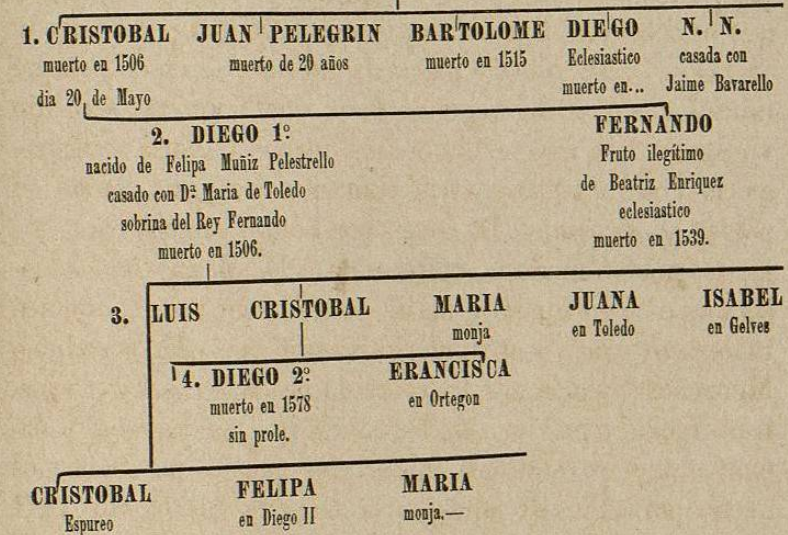 1. CRISTOBAL JUAN PELEGRIN BARTOLOME DIEGO N. N.
muerto en 1506 muerto de 20 años muerto en 1515 Eclesiastico casada con
dia 20 de Mayo muerto en... Jaime Bavarello
2. DIEGO 1º FERNANDO
nacido de Felipa Muñiz Pelestrello Fruto ilegítimo
casado con Dª Maria de Toledo de Beatriz Enriquez
sobrina del Rey Fernando eclesiastico
muerto en 1506. muerto en 1539.
3. LUIS CRISTOBAL MARIA JUANA ISABEL
monja en Toledo en Gelves
4. DIEGO 2º ERANCISCA
muerto en 1578 en Ortegon
sin prole.
CRISTOBAL FELIPA MARIA
Espureo en Diego II monja.—